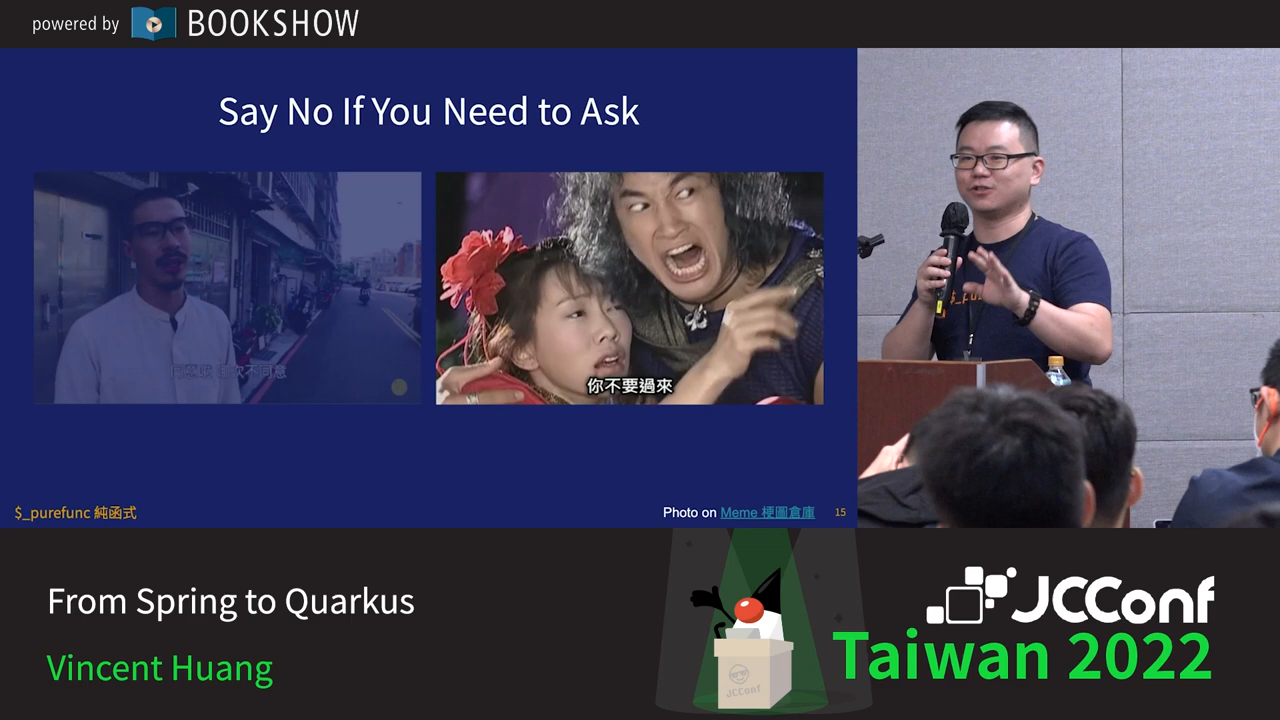 powered by
BOOKSHOW
Say No If You Need to Ask
你不要過來
$_purefunc 純函式
Photo on Meme 梗圖倉庫
15
From Spring to Quarkus
Vincent Huang
JCConf
JCConf
Taiwan 2022